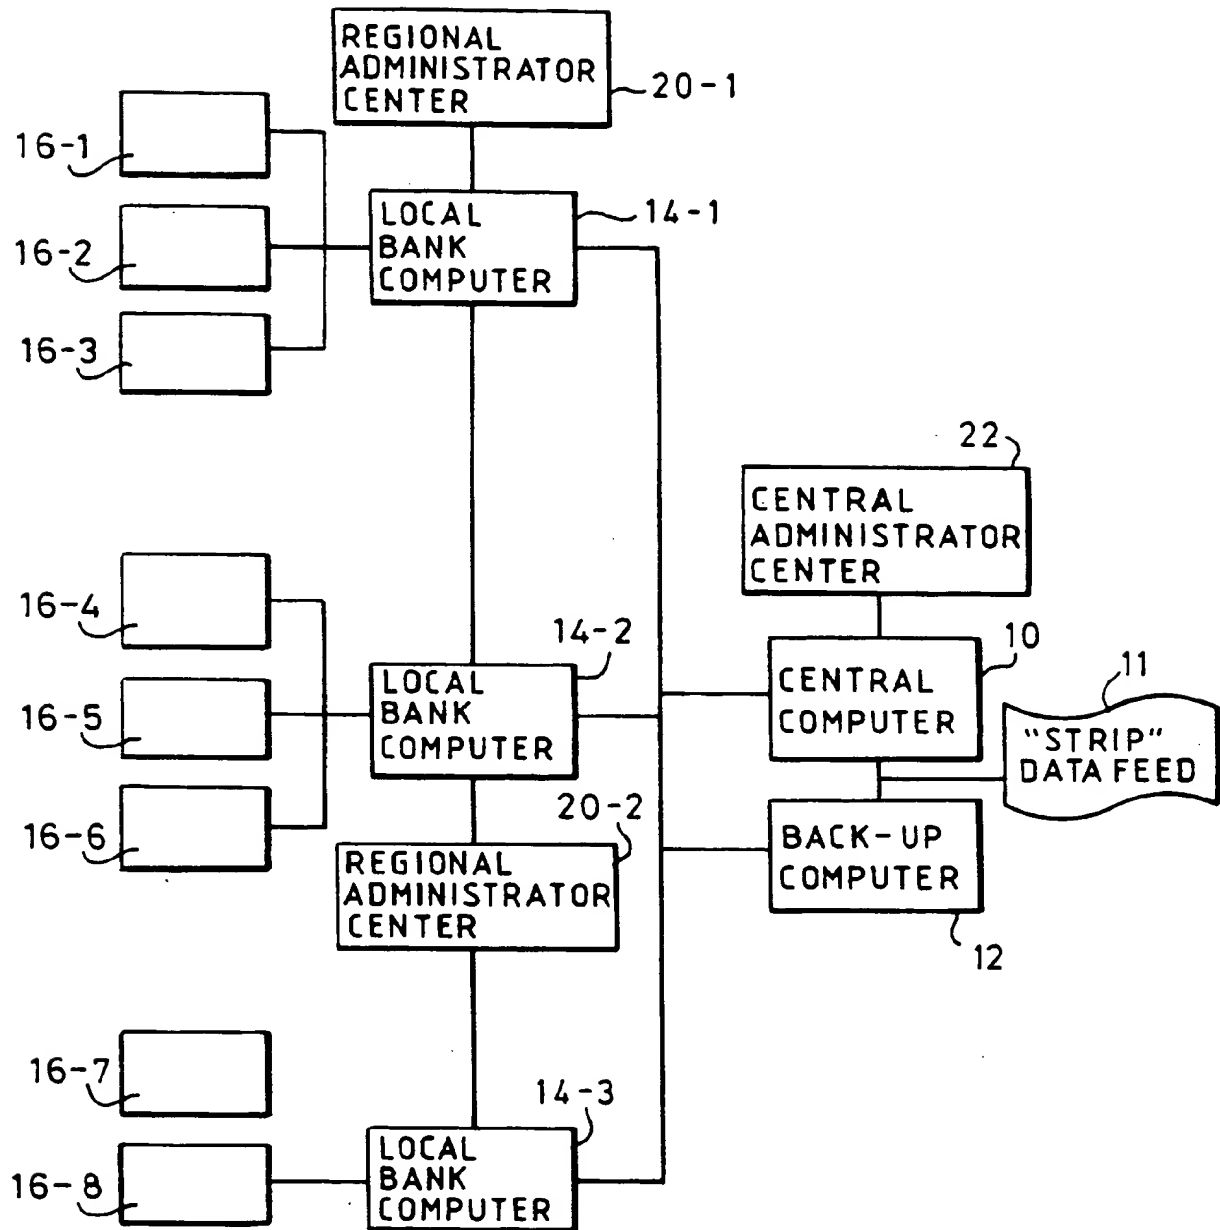 REGIONAL
ADMINISTRATOR
CENTER
20-1
16-1
LOCAL
BANK
COMPUTER
14-1
16-2
16-3
22
CENTRAL
ADMINISTRATOR
CENTER
16-4
14-2
10
11
LOCAL
BANK
COMPUTER
CENTRAL
COMPUTER
16-5
"STRIP"
DATA FEED
16-6
20-2
BACK-UP
COMPUTER
REGIONAL
ADMINISTRATOR
CENTER
12
16-7
14-3
LOCAL
BANK
COMPUTER
16-8